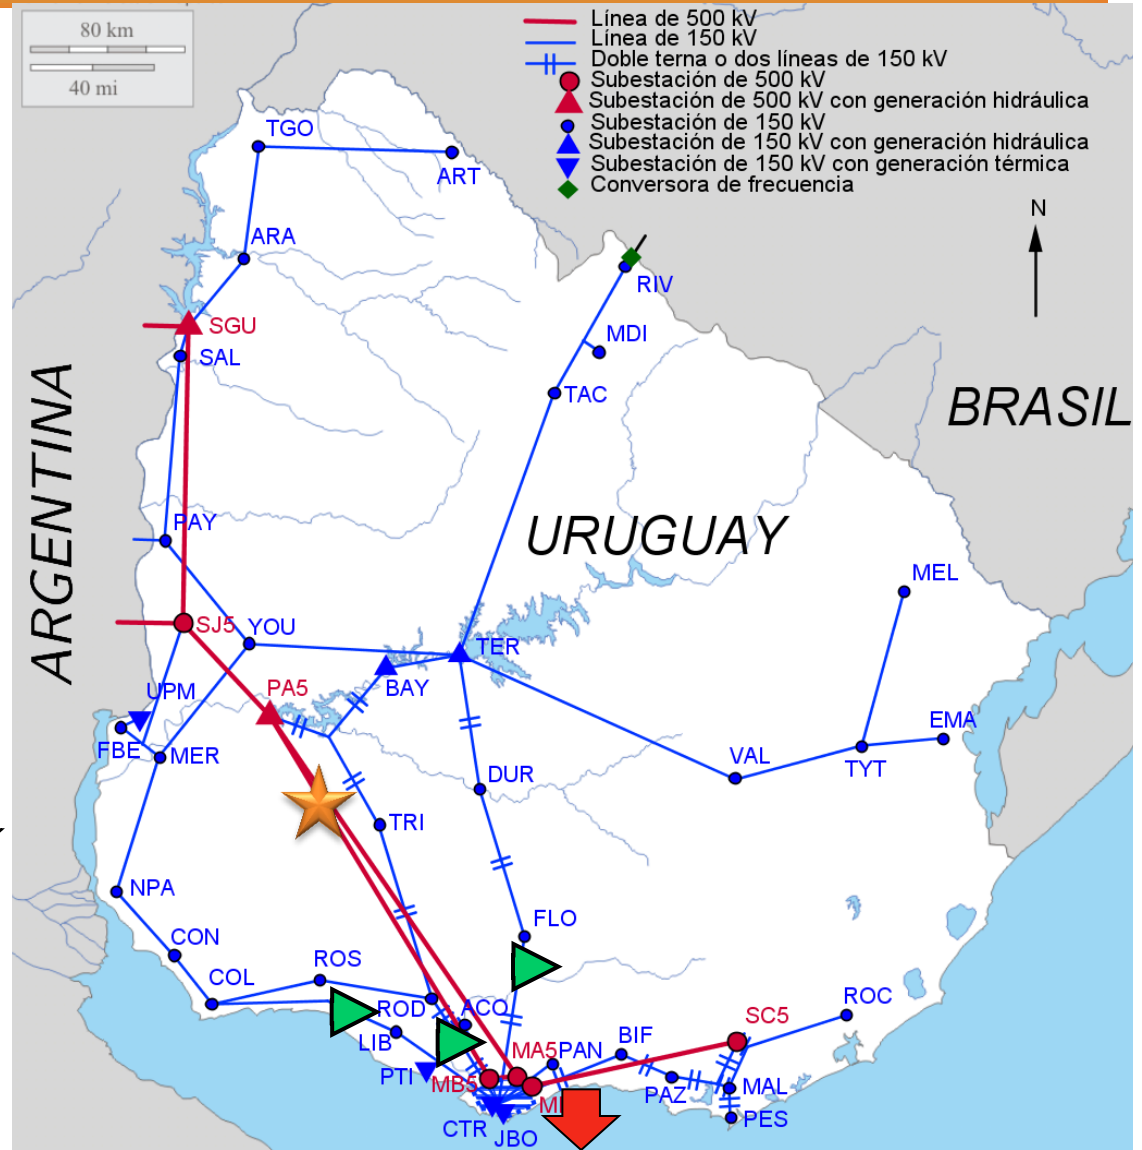 80 km
40 mi
Línea de 500 kV
Línea de 150 kV
Doble terna o dos líneas de 150 kV
Subestación de 500 kV
Subestación de 500 kV con generación hidráulica
Subestación de 150 kV
Subestación de 150 kV con generación hidráulica
Subestación de 150 kV con generación térmica
Conversora de frecuencia
N
TGO
ART
ARA
RIV
SGU
MDI
SAL
TAC
ARGENTINA
BRASIL
PAY
URUGUAY
MEL
SJ5
YOU
TER
BAY
PA5
UPM
EMA
FBE
MER
VAL
TYT
DUR
TRI
NPA
FLO
CON
ROS
COL
ROD
ACO
ROC
SC5
LIB
BIF
MA5
PAN
PTI
MB5
PAZ
MAL
PES
CTR
JBO